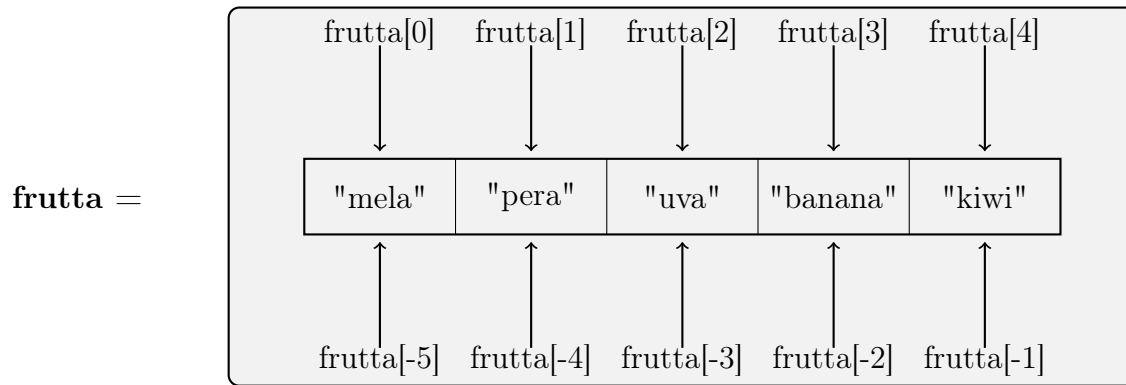 frutta[0] frutta[1] frutta[2] frutta[3] frutta[4]
frutta = "mela" "pera" "uva" "banana" "kiwi"
frutta[-5] frutta[-4] frutta[-3] frutta[-2] frutta[-1]